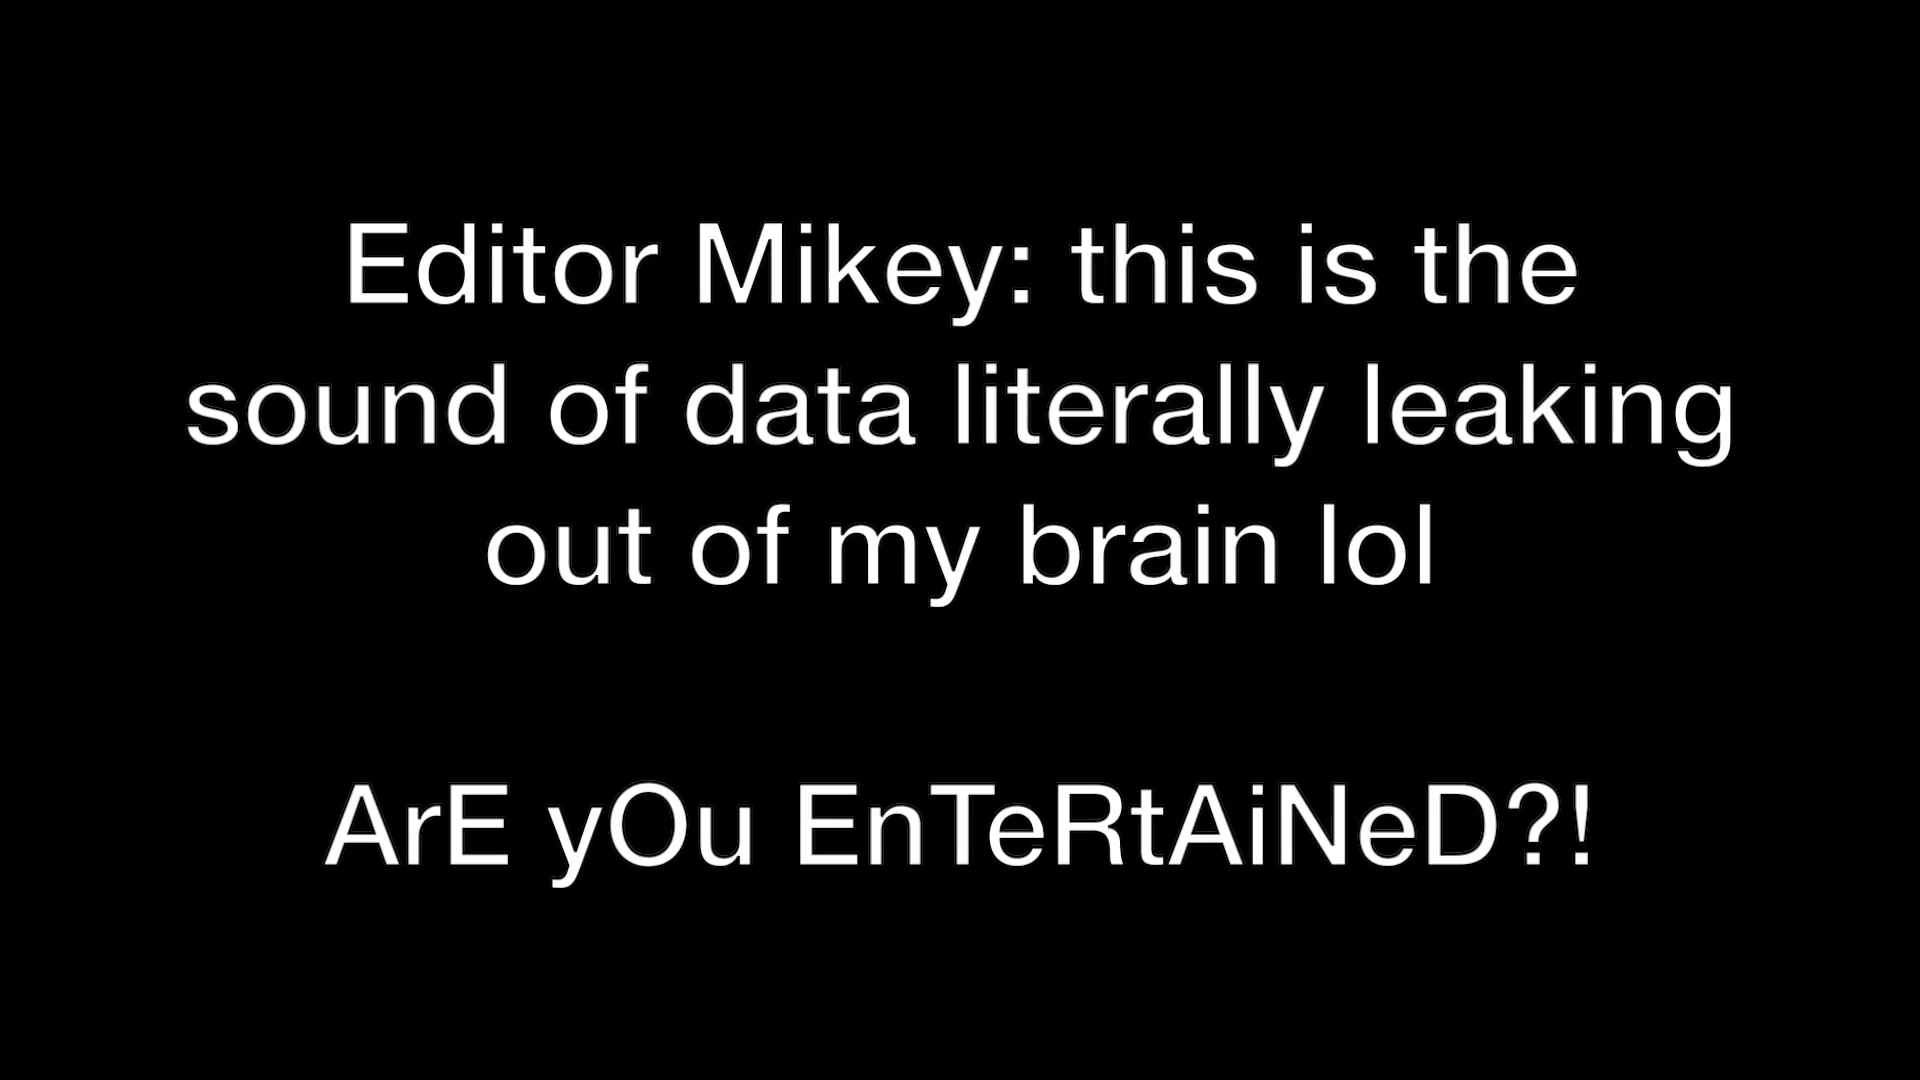 Editor Mikey: this is the
sound of data literally leaking
out of my brain lol
ArE yOu EnTeRtAiNeD?!